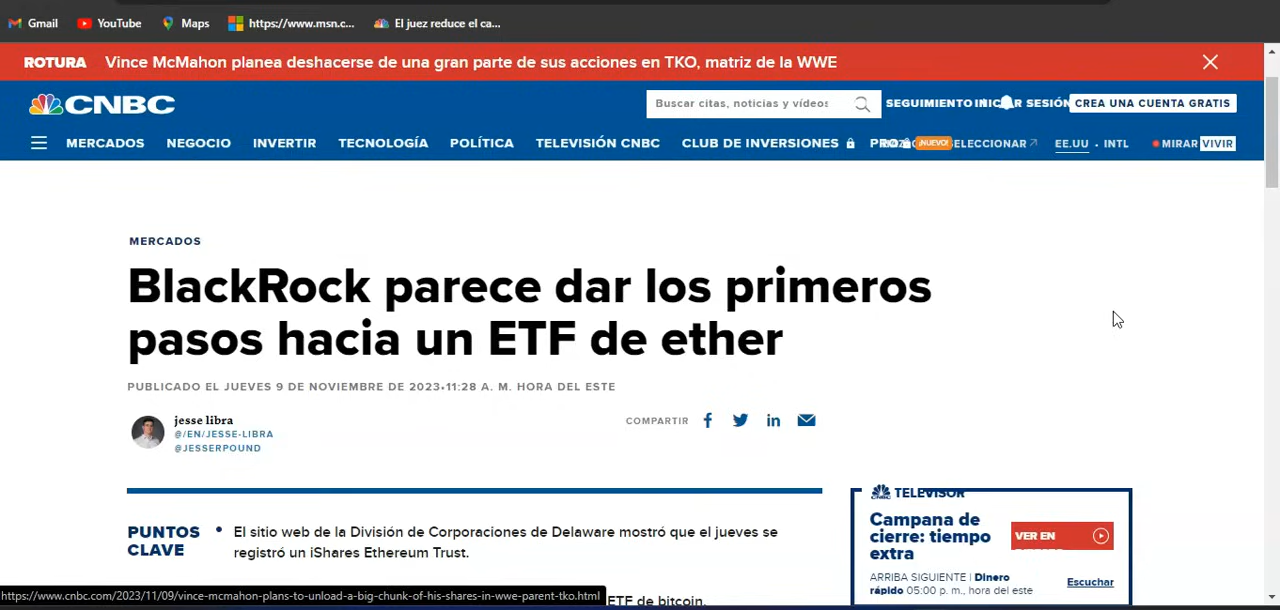 Gmail YouTube Maps https://www.msn.c... El juez reduce el ca...
ROTURA Vince McMahon planea deshacerse de una gran parte de sus acciones en TKO, matriz de la WWE
CNBC
Buscar citas, noticias y vídeos
SEGUIMIENTO INICAR SESIÓN CREA UNA CUENTA GRATIS
MERCADOS NEGOCIO INVERTIR TECNOLOGÍA POLÍTICA TELEVISIÓN CNBC CLUB DE INVERSIONES PRO ¡NUEVO! SELECCIONAR EE.UU • INTL MIRAR VIVIR
MERCADOS
BlackRock parece dar los primeros
pasos hacia un ETF de ether
PUBLICADO EL JUEVES 9 DE NOVIEMBRE DE 2023•11:28 A. M. HORA DEL ESTE
jesse libra
@/EN/JESSE-LIBRA
@JESSERPOUND
COMPARTIR
PUNTOS
CLAVE
• El sitio web de la División de Corporaciones de Delaware mostró que el jueves se
registró un iShares Ethereum Trust.
ETF de bitcoin.
TELEVISOR
Campana de
cierre: tiempo
extra
VER EN
ARRIBA SIGUIENTE | Dinero
rápido 05:00 p. m., hora del este
Escuchar
https://www.cnbc.com/2023/11/09/vince-mcmahon-plans-to-unload-a-big-chunk-of-his-shares-in-wwe-parent-tko.html